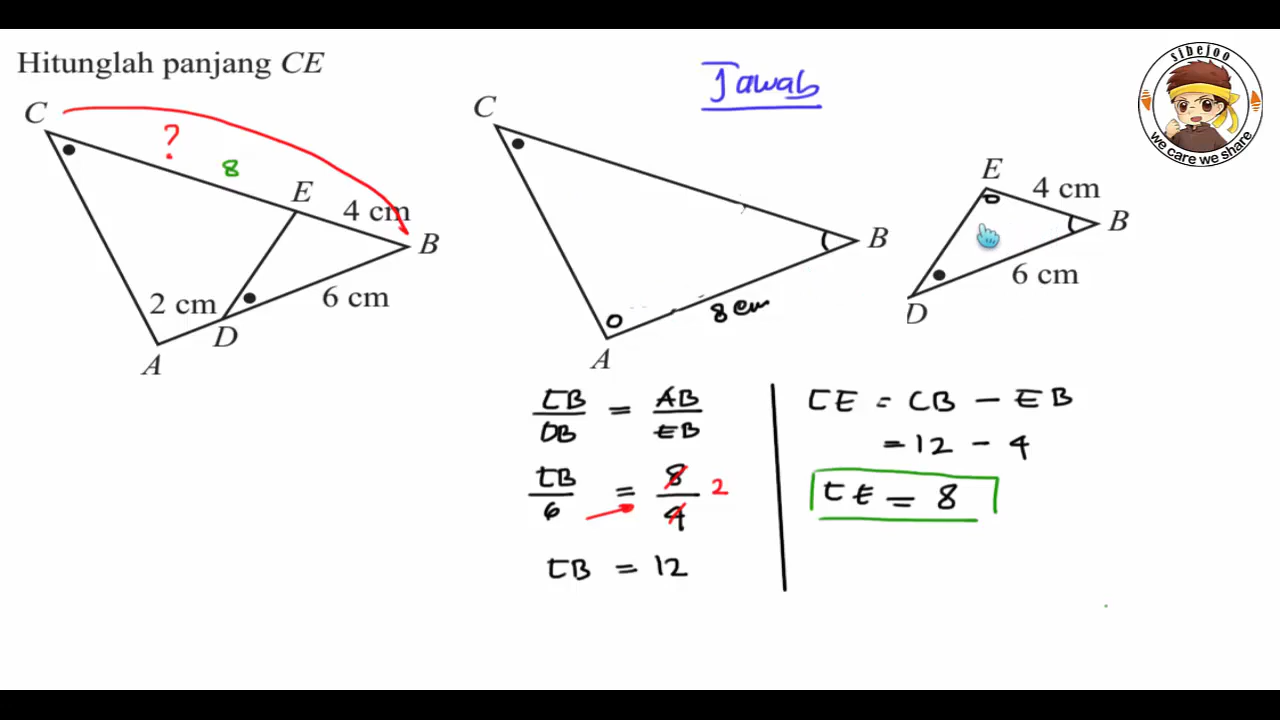 Hitunglah panjang CE
Jawab
sibejoo
we care we share
C
?
8
E
4 cm
B
6 cm
2 cm
D
A
C
B
8 cm
A
E
4 cm
B
6 cm
D
CB/DB = AB/EB
CB/6 = 8/4 2
CB = 12
CE = CB - EB
= 12 - 4
CE = 8